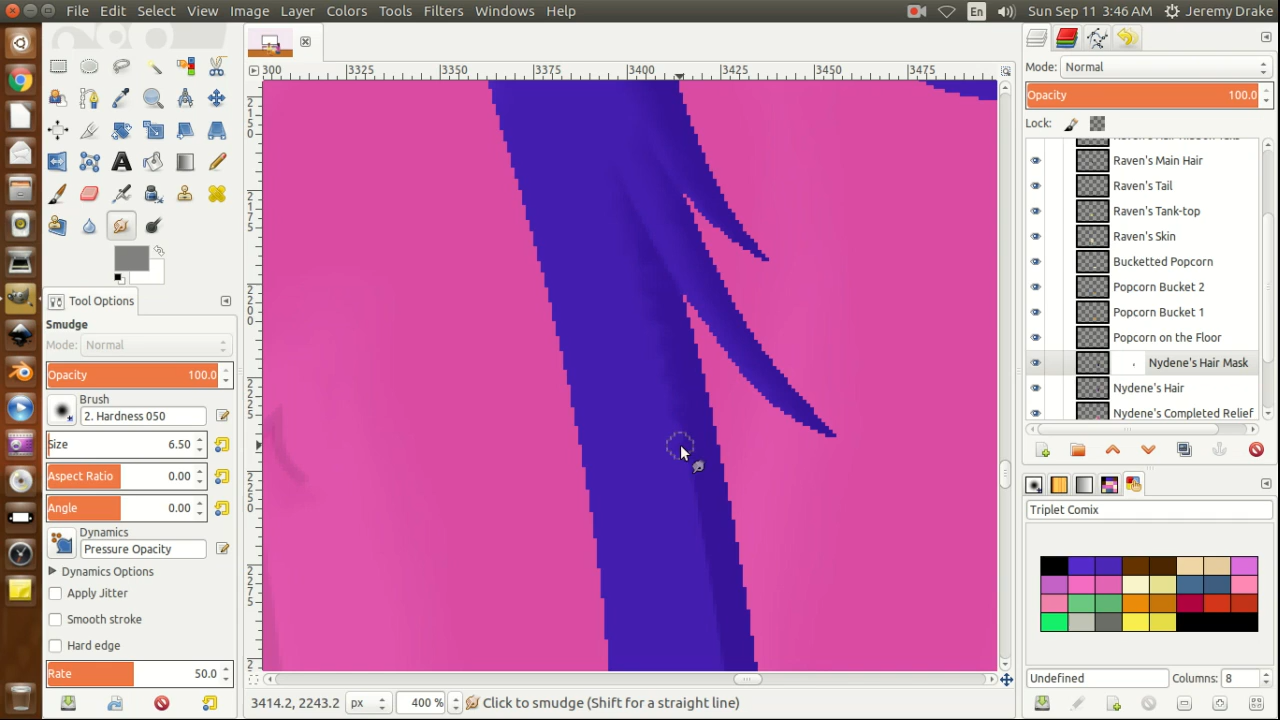 File Edit Select View Image Layer Colors Tools Filters Windows Help En Sun Sep 11 3:46 AM Jeremy Drake
Mode: Normal
Opacity 100.0
Lock:
300 3325 3350 3375 3400 3425 3450 3475
Raven's Main Hair
Raven's Tail
Raven's Tank-top
Raven's Skin
Bucketted Popcorn
Popcorn Bucket 2
Popcorn Bucket 1
Popcorn on the Floor
Nydene's Hair Mask
Nydene's Hair
Nydene's Completed Relief
Tool Options
Smudge
Mode: Normal
Opacity 100.0
Brush
2. Hardness 050
Size 6.50
Aspect Ratio 0.00
Angle 0.00
Dynamics
Pressure Opacity
Dynamics Options
Apply Jitter
Smooth stroke
Hard edge
Rate 50.0
2150
2175
2200
2225
2250
2275
Triplet Comix
Undefined Columns: 8
3414.2, 2243.2 px 400 % Click to smudge (Shift for a straight line)